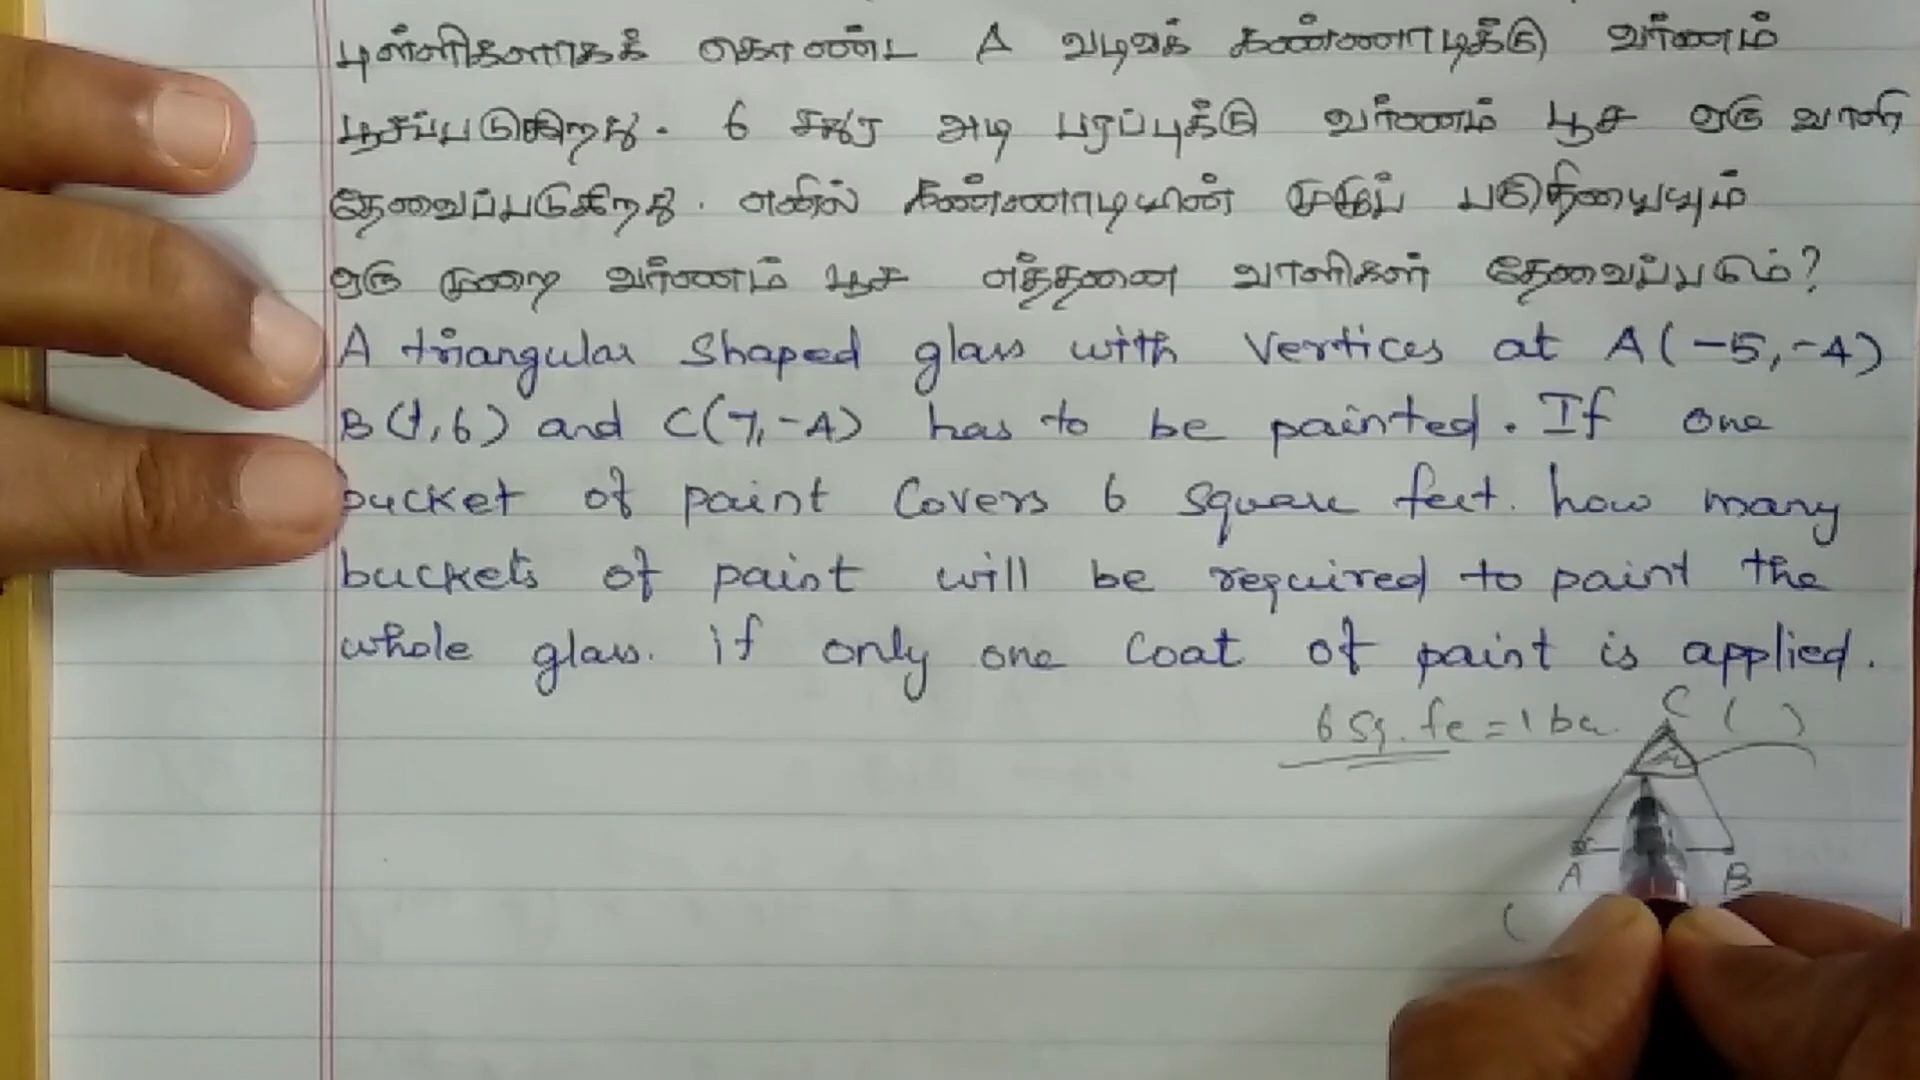 புள்ளிகளாகக் கொண்ட A வடிவக் கண்ணாடிக்கு வர்ணம்
பூசப்படுகிறது. 6 சதுர அடி பரப்புக்கு வர்ணம் பூச ஒரு வாளி
தேவைப்படுகிறது. எனில் கண்ணாடியின் முழுப் பகுதியையும்
ஒரு முறை வர்ணம் பூச எத்தனை வாளிகள் தேவைப்படும்?
A triangular shaped glass with vertices at A(-5,-4)
B(1,6) and C(7,-4) has to be painted. If one
bucket of paint Covers 6 square feet. how many
buckets of paint will be required to paint the
whole glass. if only one coat of paint is applied.
6 Sq. fe = 1 bu. C ( )
A B
(